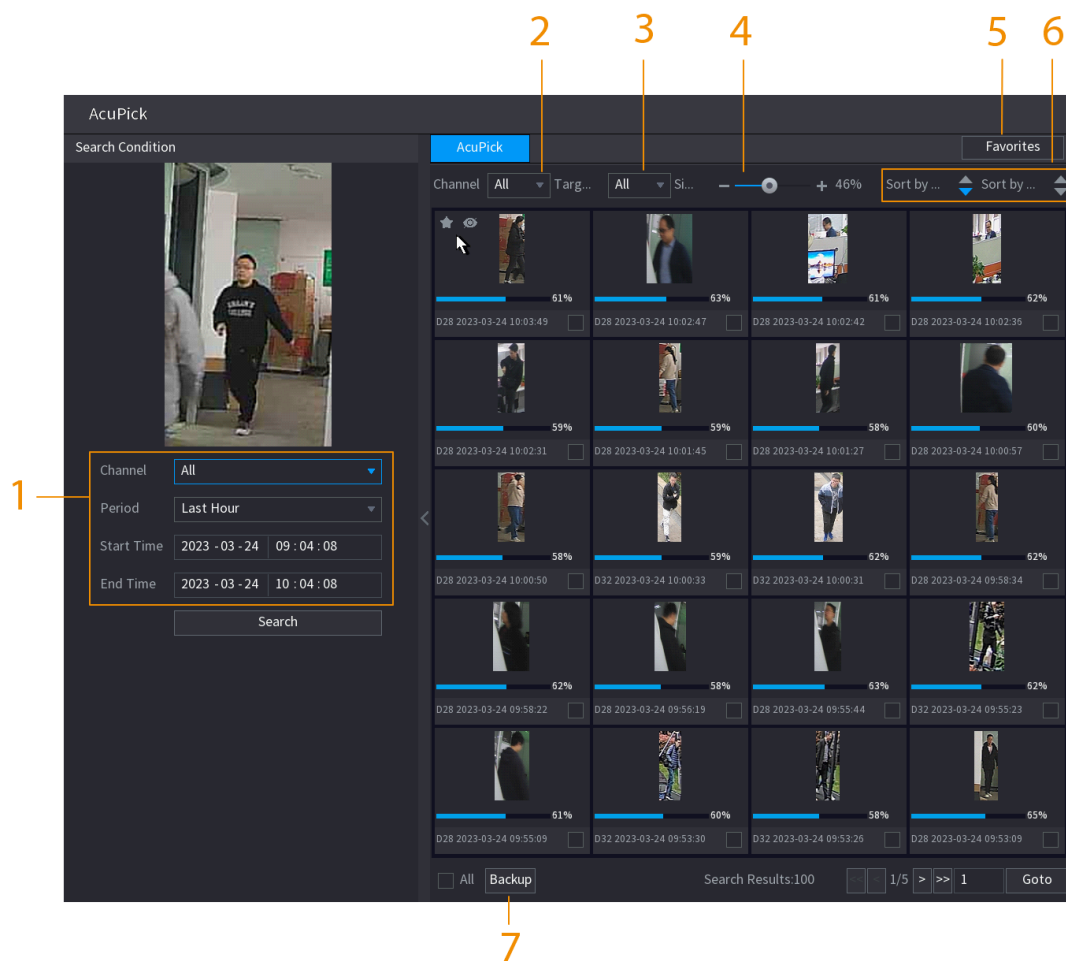 2
3
4
5
6
AcuPick
Search Condition
AcuPick
Favorites
Channel All Targ... All Si... 46% Sort by ... Sort by ...
61% 63% 61% 62%
D28 2023-03-24 10:03:49 D28 2023-03-24 10:02:47 D28 2023-03-24 10:02:42 D28 2023-03-24 10:02:36
59% 59% 58% 60%
D28 2023-03-24 10:02:31 D28 2023-03-24 10:01:45 D28 2023-03-24 10:01:27 D28 2023-03-24 10:00:57
58% 59% 62% 62%
D28 2023-03-24 10:00:50 D32 2023-03-24 10:00:33 D32 2023-03-24 10:00:31 D28 2023-03-24 09:58:34
62% 58% 63% 62%
D28 2023-03-24 09:58:22 D28 2023-03-24 09:56:19 D28 2023-03-24 09:55:44 D32 2023-03-24 09:55:23
61% 60% 58% 65%
D28 2023-03-24 09:55:09 D32 2023-03-24 09:53:30 D32 2023-03-24 09:53:26 D28 2023-03-24 09:53:09
1
Channel All
Period Last Hour
Start Time 2023 - 03 - 24 09 : 04 : 08
End Time 2023 - 03 - 24 10 : 04 : 08
Search
All Backup Search Results:100 << < 1/5 > >> 1 Goto
7